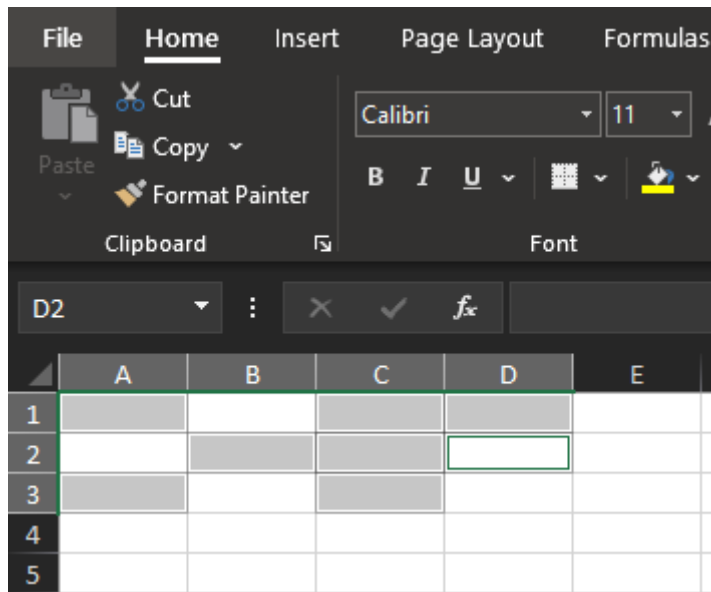 File Home Insert Page Layout Formulas
Cut
Calibri 11
Copy
Paste
B I U
Format Painter
Clipboard Font
D2 fx
A B C D E
1
2
3
4
5